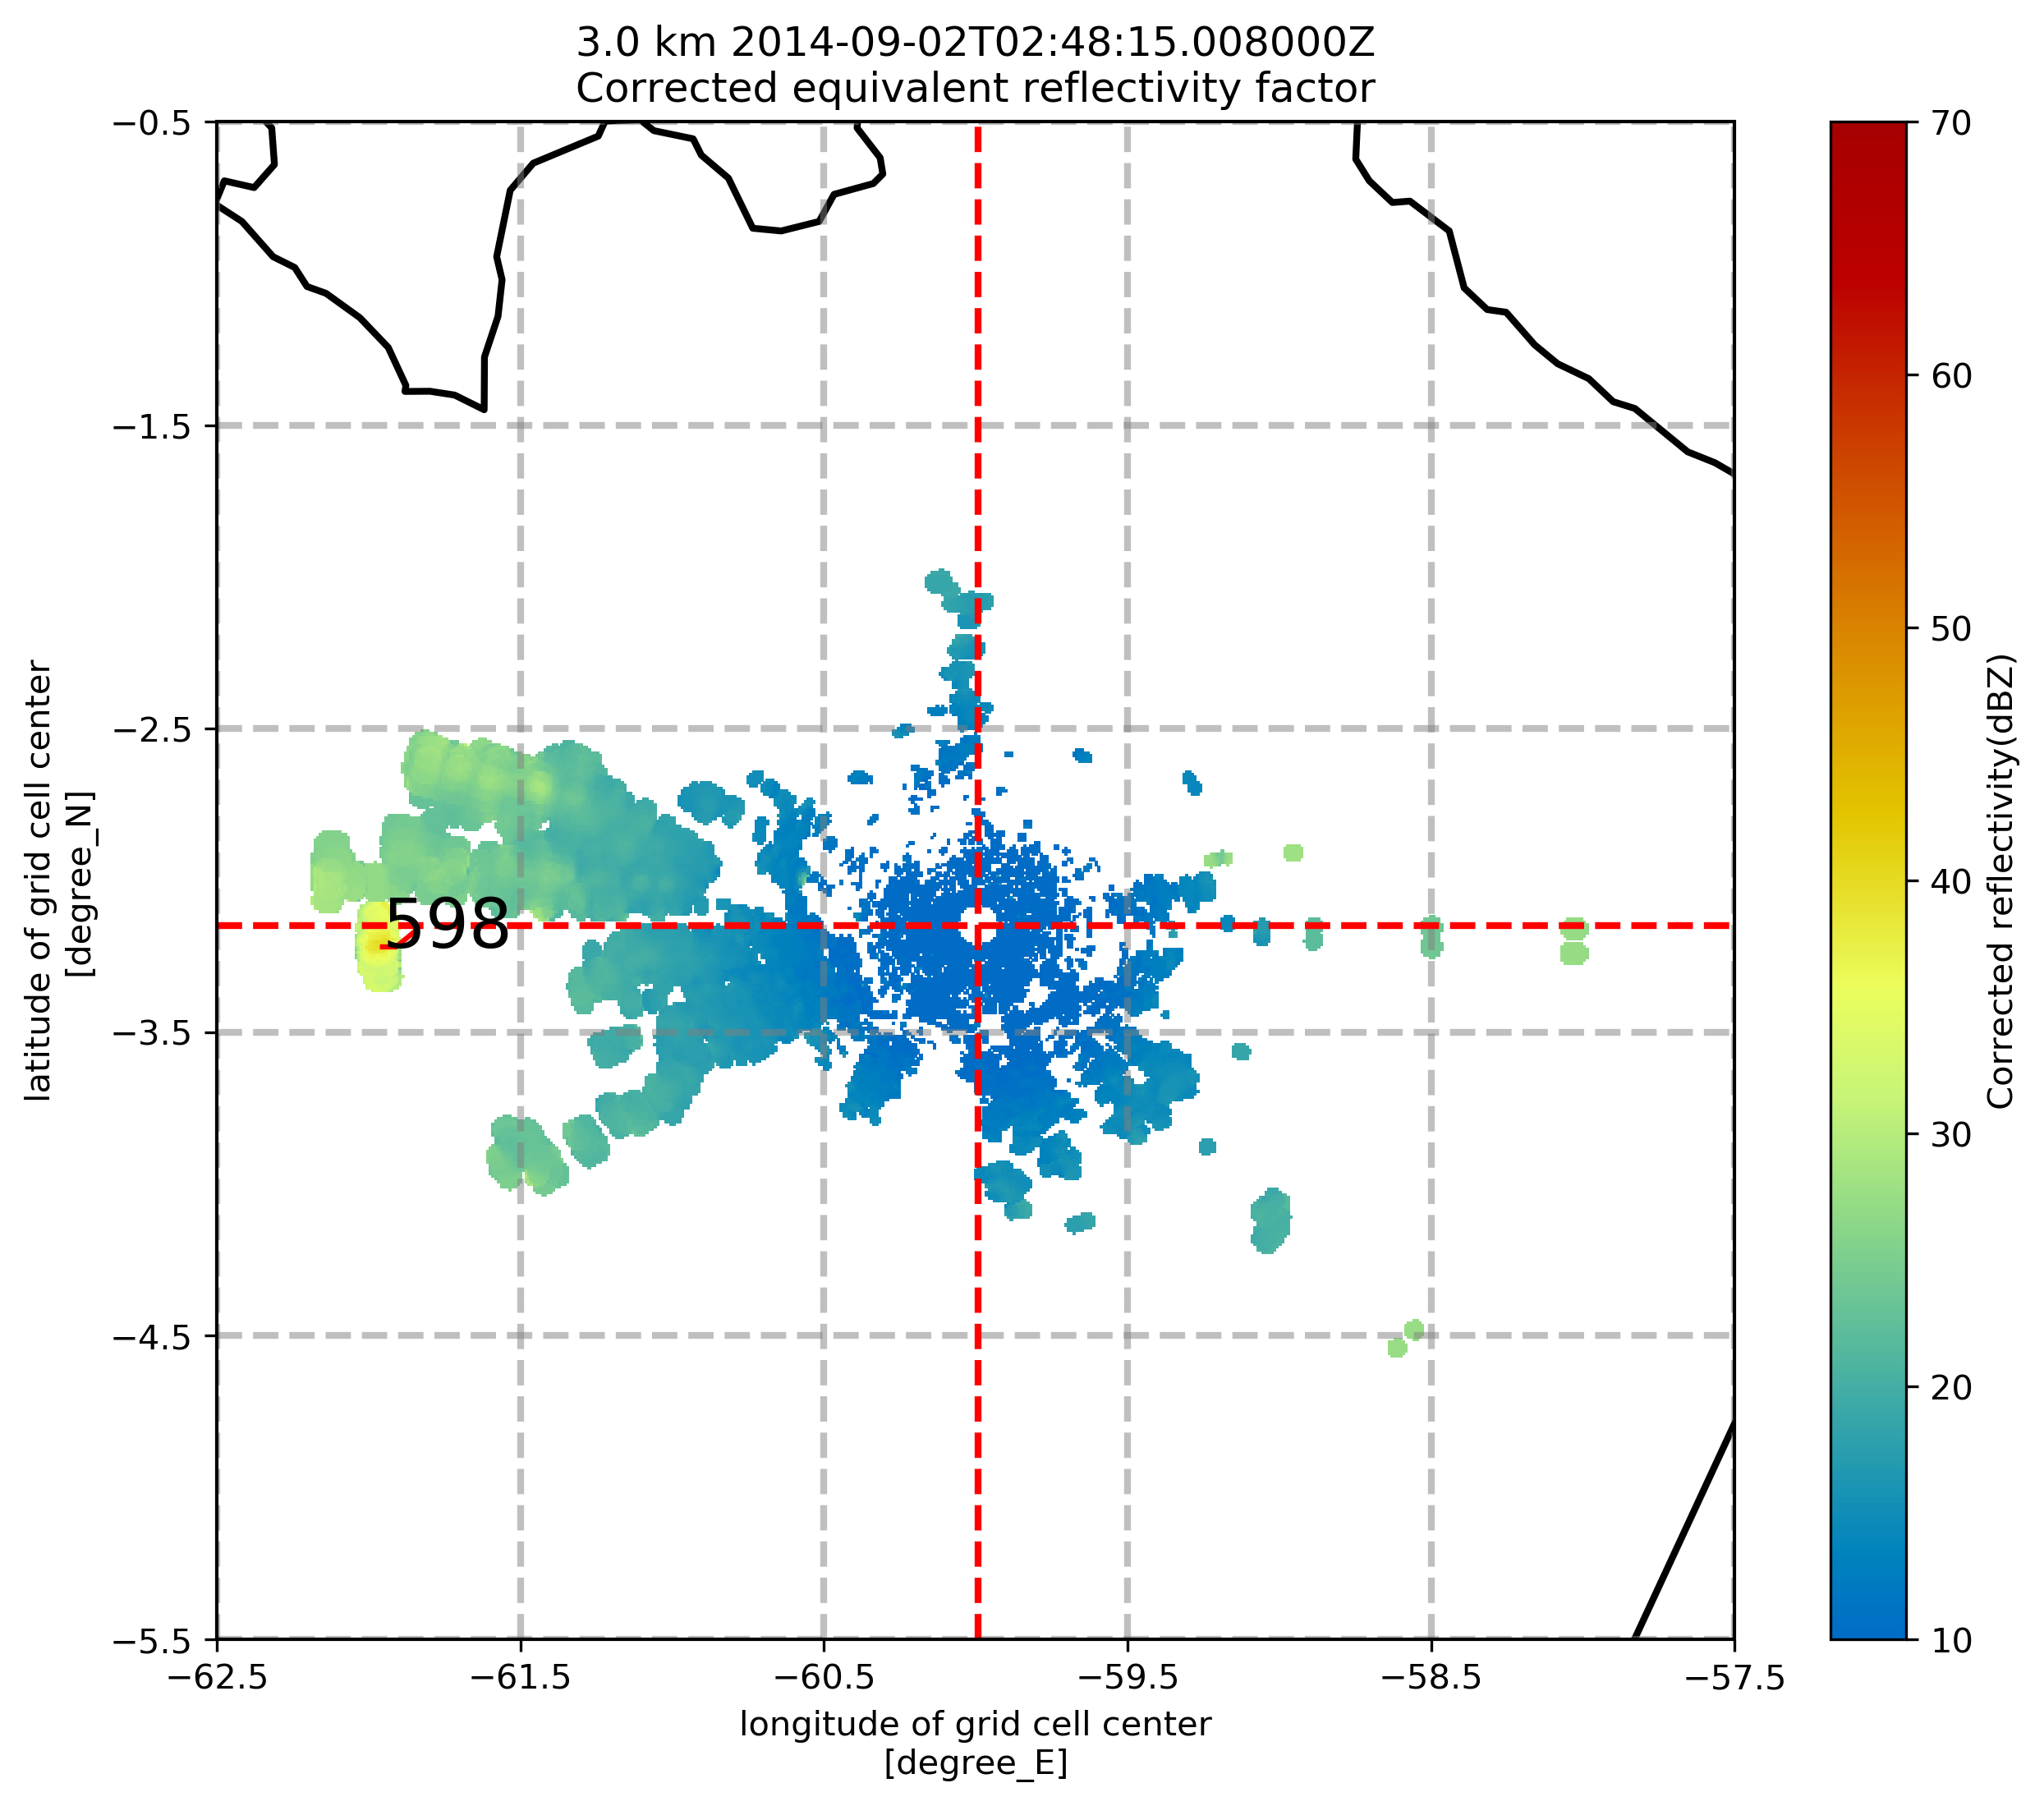 3.0 km 2014-09-02T02:48:15.008000Z
Corrected equivalent reflectivity factor
latitude of grid cell center
[degree_N]
−0.5
−1.5
−2.5
−3.5
−4.5
−5.5
598
−62.5
−61.5
−60.5
−59.5
−58.5
−57.5
longitude of grid cell center
[degree_E]
70
60
50
40
30
20
10
Corrected reflectivity(dBZ)